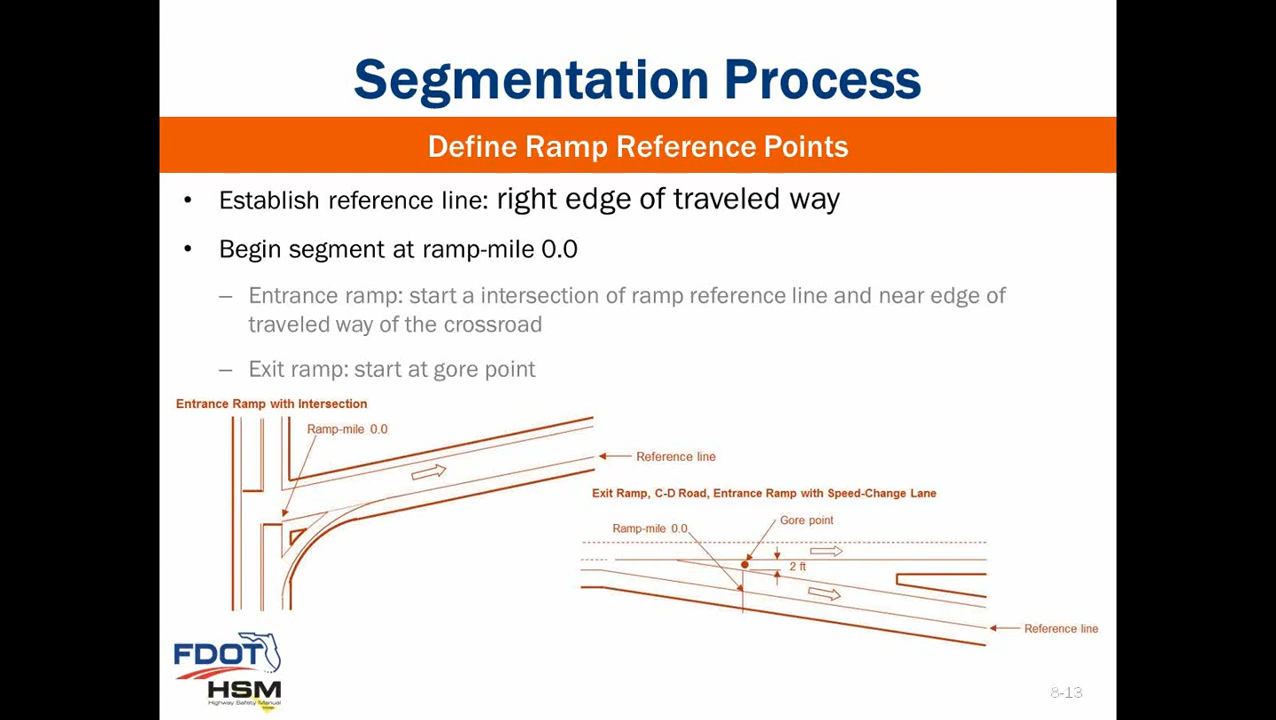 Segmentation Process
Define Ramp Reference Points
• Establish reference line: right edge of traveled way
• Begin segment at ramp-mile 0.0
– Entrance ramp: start a intersection of ramp reference line and near edge of
traveled way of the crossroad
– Exit ramp: start at gore point
Entrance Ramp with Intersection
Ramp-mile 0.0
Reference line
Exit Ramp, C-D Road, Entrance Ramp with Speed-Change Lane
Gore point
Ramp-mile 0.0
2 ft
Reference line
FDOT
HSM
Highway Safety Manual
8-13